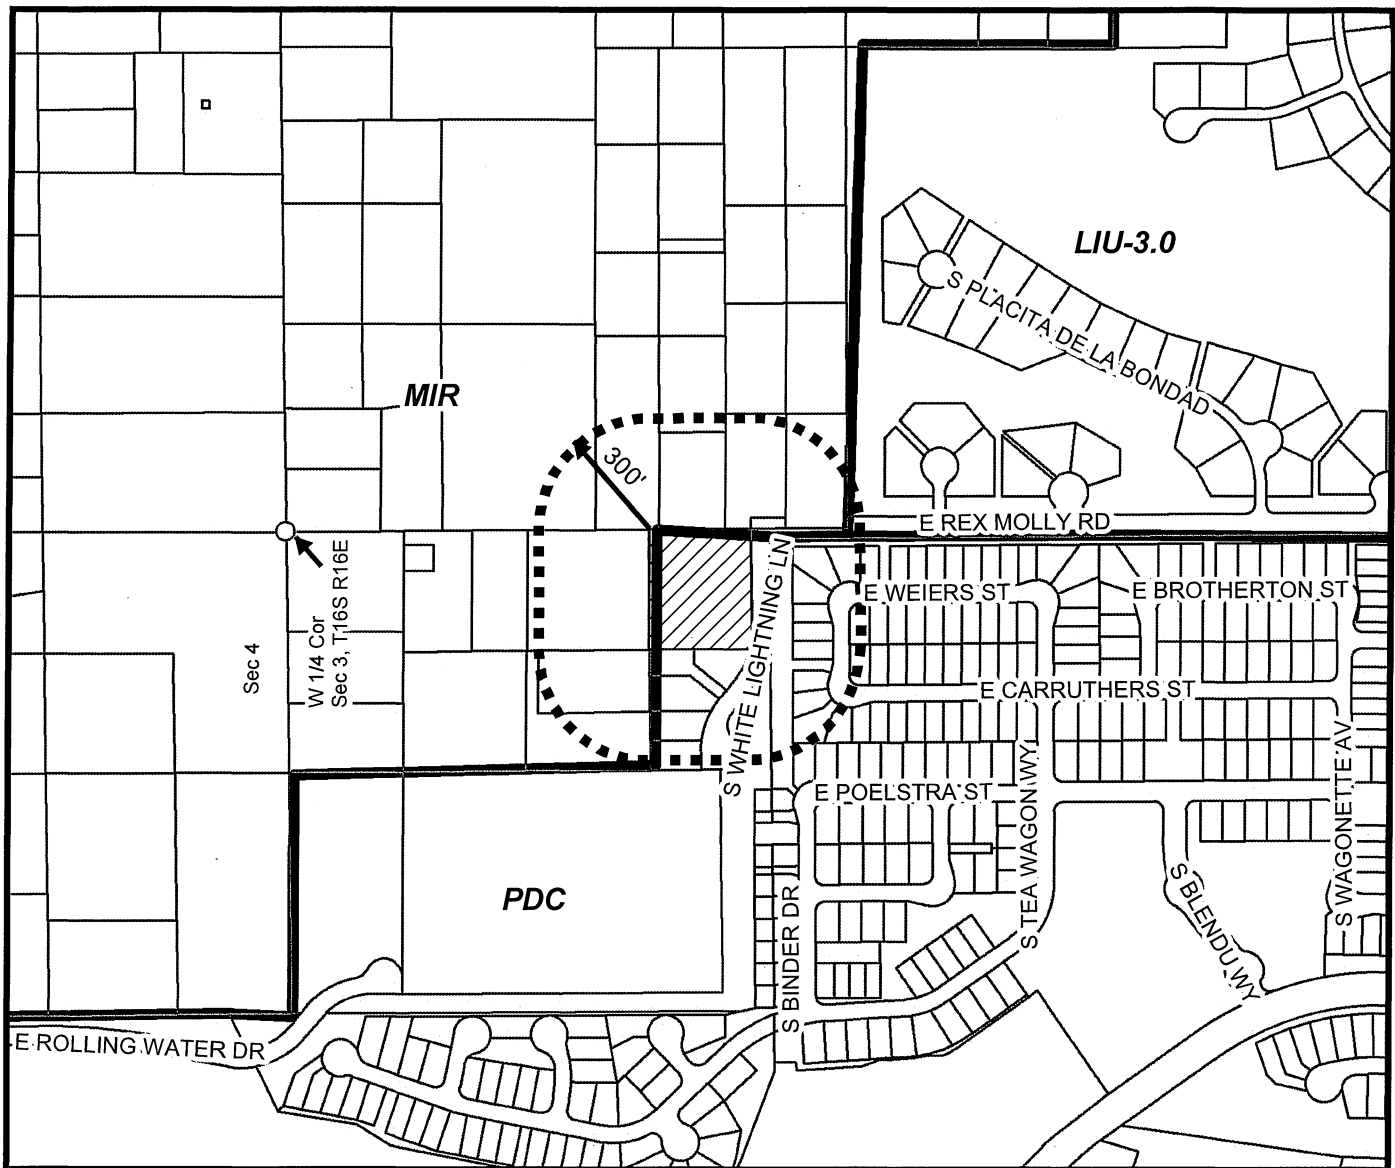 LIU-3.0
S PLACITA DE LA BONDAD
MIR
300'
E REX MOLLY RD
S WHITE LIGHTNING LN
E WEIERS ST
E BROTHERTON ST
Sec 4
W 1/4 Cor
Sec 3, T16S R16E
E CARRUTHERS ST
E POELSTRA ST
S TEA WAGON WY
S WAGONETTE AV
PDC
S BINDER DR
S BLENDU WY
E ROLLING WATER DR